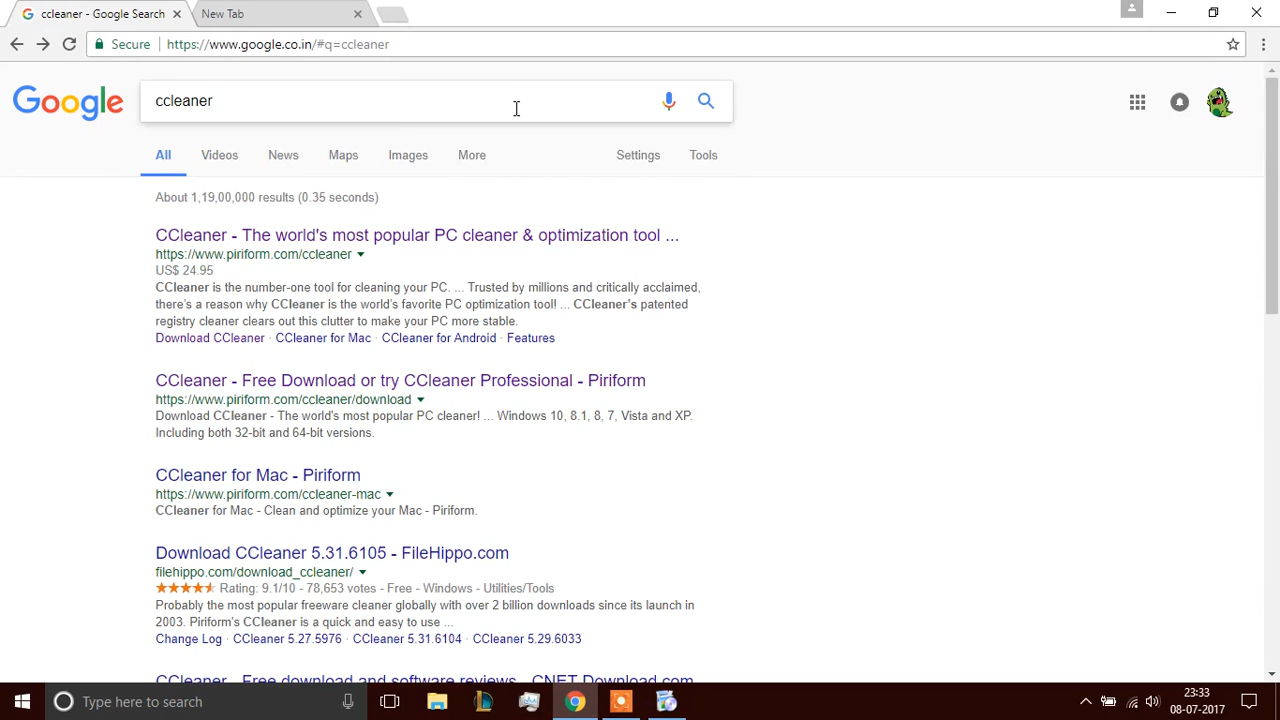 ccleaner - Google Search
New Tab
Secure
https://www.google.co.in/#q=ccleaner
Google
ccleaner
All Videos News Maps Images More Settings Tools
About 1,19,00,000 results (0.35 seconds)
CCleaner - The world's most popular PC cleaner & optimization tool ...
https://www.piriform.com/ccleaner
US$ 24.95
CCleaner is the number-one tool for cleaning your PC. ... Trusted by millions and critically acclaimed,
there's a reason why CCleaner is the world's favorite PC optimization tool! ... CCleaner's patented
registry cleaner clears out this clutter to make your PC more stable.
Download CCleaner · CCleaner for Mac · CCleaner for Android · Features
CCleaner - Free Download or try CCleaner Professional - Piriform
https://www.piriform.com/ccleaner/download
Download CCleaner - The world's most popular PC cleaner! ... Windows 10, 8.1, 8, 7, Vista and XP.
Including both 32-bit and 64-bit versions.
CCleaner for Mac - Piriform
https://www.piriform.com/ccleaner-mac
CCleaner for Mac - Clean and optimize your Mac - Piriform.
Download CCleaner 5.31.6105 - FileHippo.com
filehippo.com/download_ccleaner/
Rating: 9.1/10 - 78,653 votes - Free - Windows - Utilities/Tools
Probably the most popular freeware cleaner globally with over 2 billion downloads since its launch in
2003. Piriform's CCleaner is a quick and easy to use ...
Change Log · CCleaner 5.27.5976 · CCleaner 5.31.6104 · CCleaner 5.29.6033
CCleaner - Free download and software reviews - CNET Download.com
Type here to search
23:33
08-07-2017